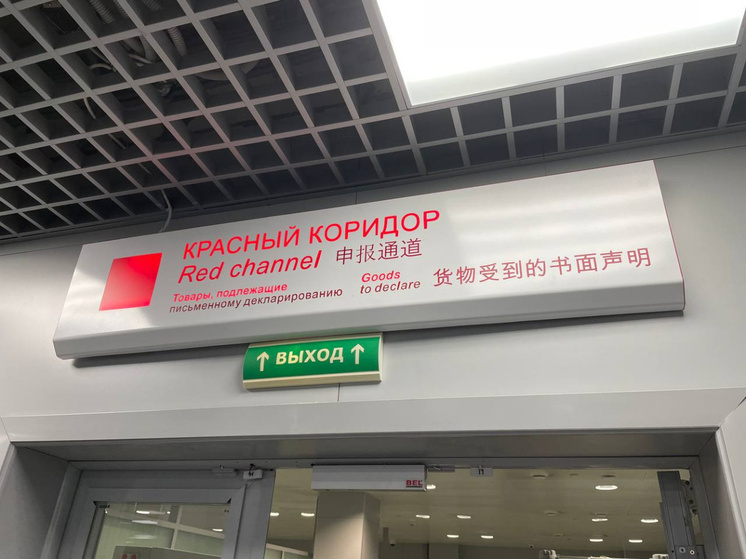 КРАСНЫЙ КОРИДОР
Red channel 申报通道
Товары, подлежащие
письменному декларированию
Goods
to declare
货物受到的书面声明
↑ ВЫХОД ↑